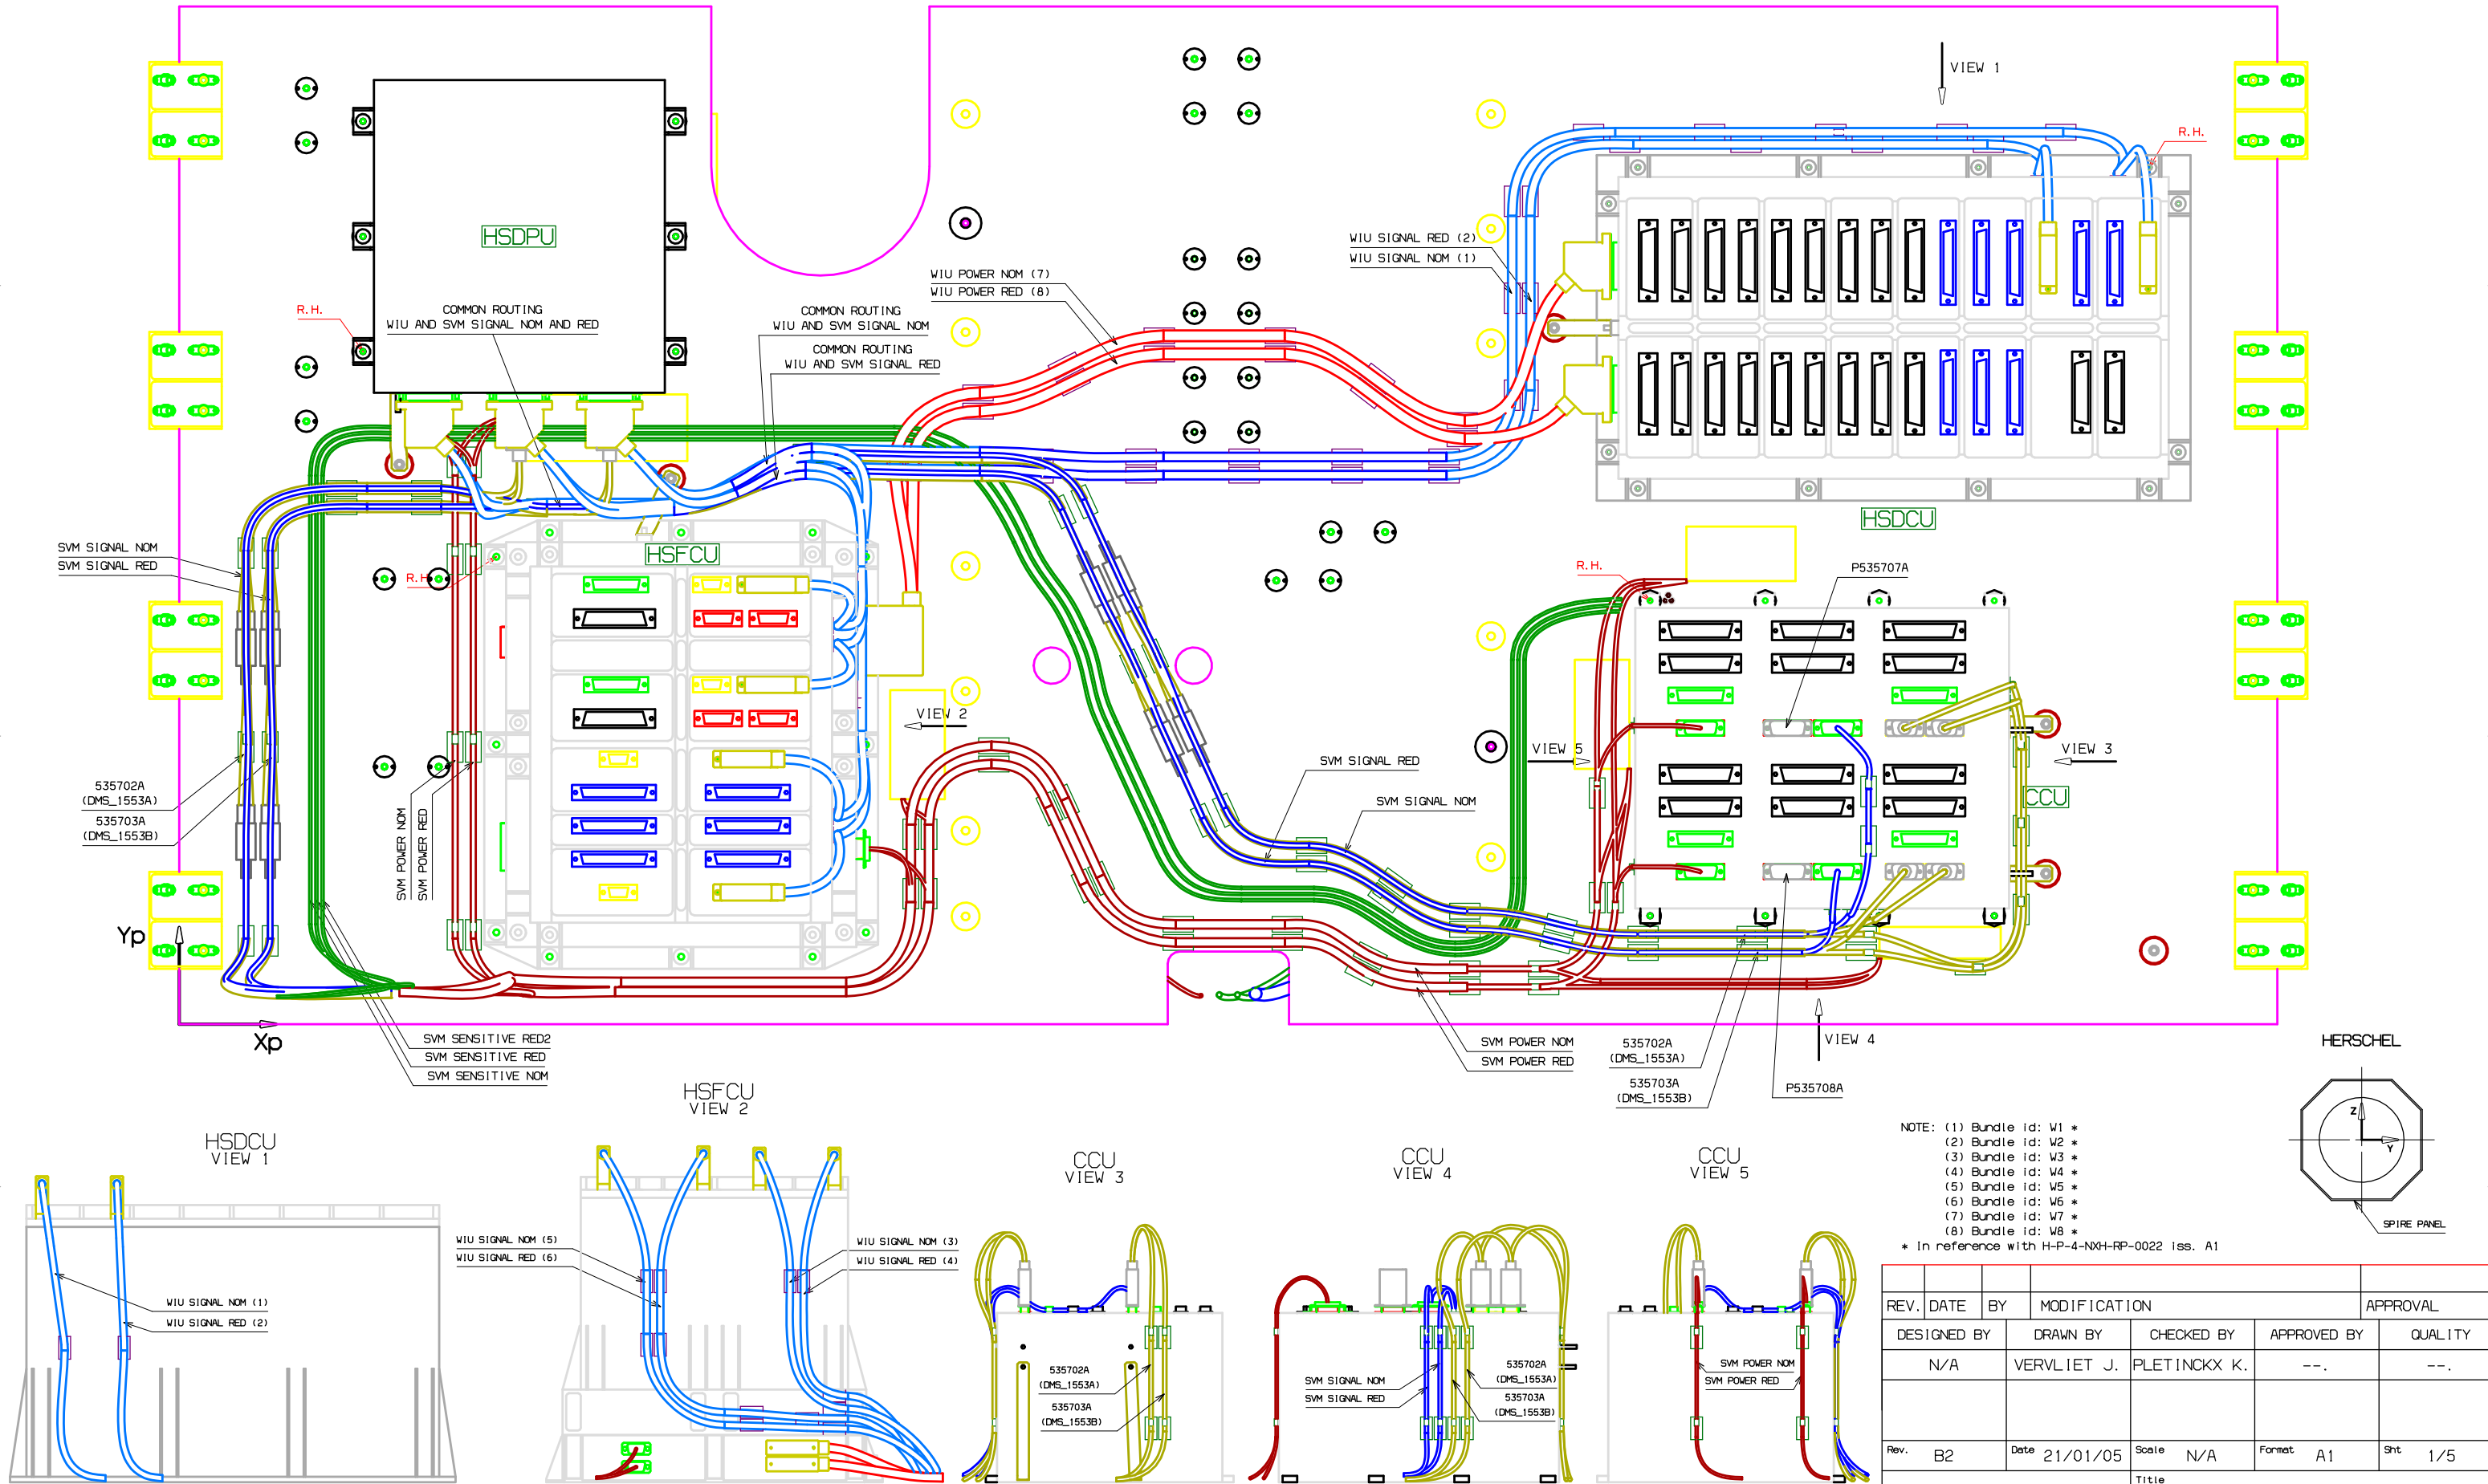 VIEW 1
R.H.
HSDPU
WIU SIGNAL RED (2)
WIU SIGNAL NOM (1)
WIU POWER NOM (7)
WIU POWER RED (8)
R.H.
COMMON ROUTING
WIU AND SVM SIGNAL NOM AND RED
COMMON ROUTING
WIU AND SVM SIGNAL NOM
COMMON ROUTING
WIU AND SVM SIGNAL RED
HSDCU
SVM SIGNAL NOM
SVM SIGNAL RED
HSFCU
R.H.
R.H.
P535707A
VIEW 2
VIEW 5
VIEW 3
SVM SIGNAL RED
SVM SIGNAL NOM
CCU
535702A
(DMS_1553A)
535703A
(DMS_1553B)
SVM POWER NOM
SVM POWER RED
Yp
Xp
SVM SENSITIVE RED2
SVM SENSITIVE RED
SVM SENSITIVE NOM
SVM POWER NOM
SVM POWER RED
535702A
(DMS_1553A)
535703A
(DMS_1553B)
VIEW 4
P535708A
HERSCHEL
Z
Y
SPIRE PANEL
HSDCU
VIEW 1
WIU SIGNAL NOM (1)
WIU SIGNAL RED (2)
HSFCU
VIEW 2
WIU SIGNAL NOM (5)
WIU SIGNAL RED (6)
WIU SIGNAL NOM (3)
WIU SIGNAL RED (4)
CCU
VIEW 3
535702A
(DMS_1553A)
535703A
(DMS_1553B)
CCU
VIEW 4
SVM SIGNAL NOM
SVM SIGNAL RED
535702A
(DMS_1553A)
535703A
(DMS_1553B)
CCU
VIEW 5
SVM POWER NOM
SVM POWER RED
NOTE: (1) Bundle id: W1 *
(2) Bundle id: W2 *
(3) Bundle id: W3 *
(4) Bundle id: W4 *
(5) Bundle id: W5 *
(6) Bundle id: W6 *
(7) Bundle id: W7 *
(8) Bundle id: W8 *
* In reference with H-P-4-NXH-RP-0022 iss. A1
REV. DATE BY MODIFICATION APPROVAL
DESIGNED BY DRAWN BY CHECKED BY APPROVED BY QUALITY
N/A VERVLIET J. PLETINCKX K. --. --.
Rev. B2 Date 21/01/05 Scale N/A Format A1 Sht 1/5
Title